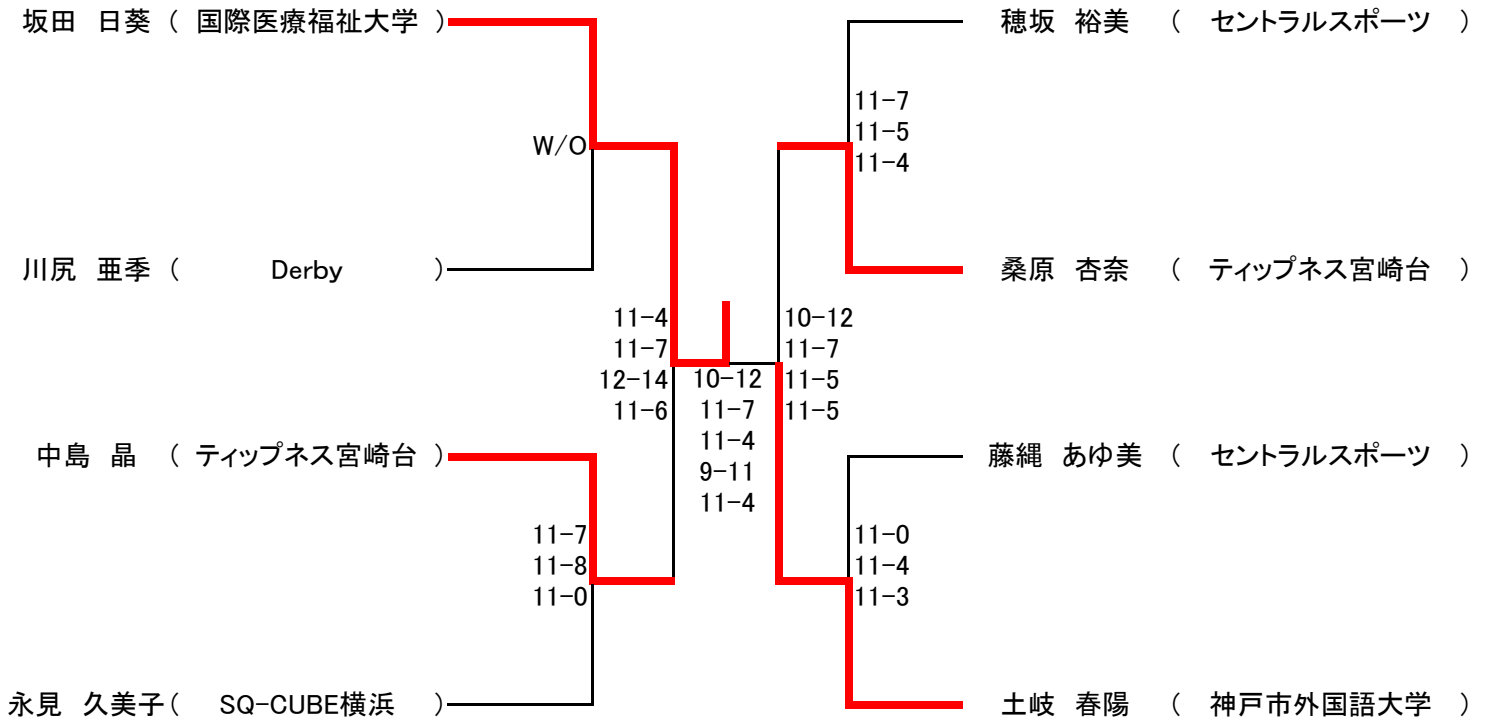 坂田 日葵 ( 国際医療福祉大学 )
W/O
川尻 亜季 ( Derby )
11-4
11-7
12-14
11-6
中島 晶 ( ティップネス宮崎台 )
11-7
11-8
11-0
永見 久美子( SQ-CUBE横浜 )
10-12
11-7
11-4
9-11
11-4
穂坂 裕美 ( セントラルスポーツ )
11-7
11-5
11-4
桑原 杏奈 ( ティップネス宮崎台 )
10-12
11-7
11-5
11-5
藤縄 あゆ美 ( セントラルスポーツ )
11-0
11-4
11-3
土岐 春陽 ( 神戸市外国語大学 )